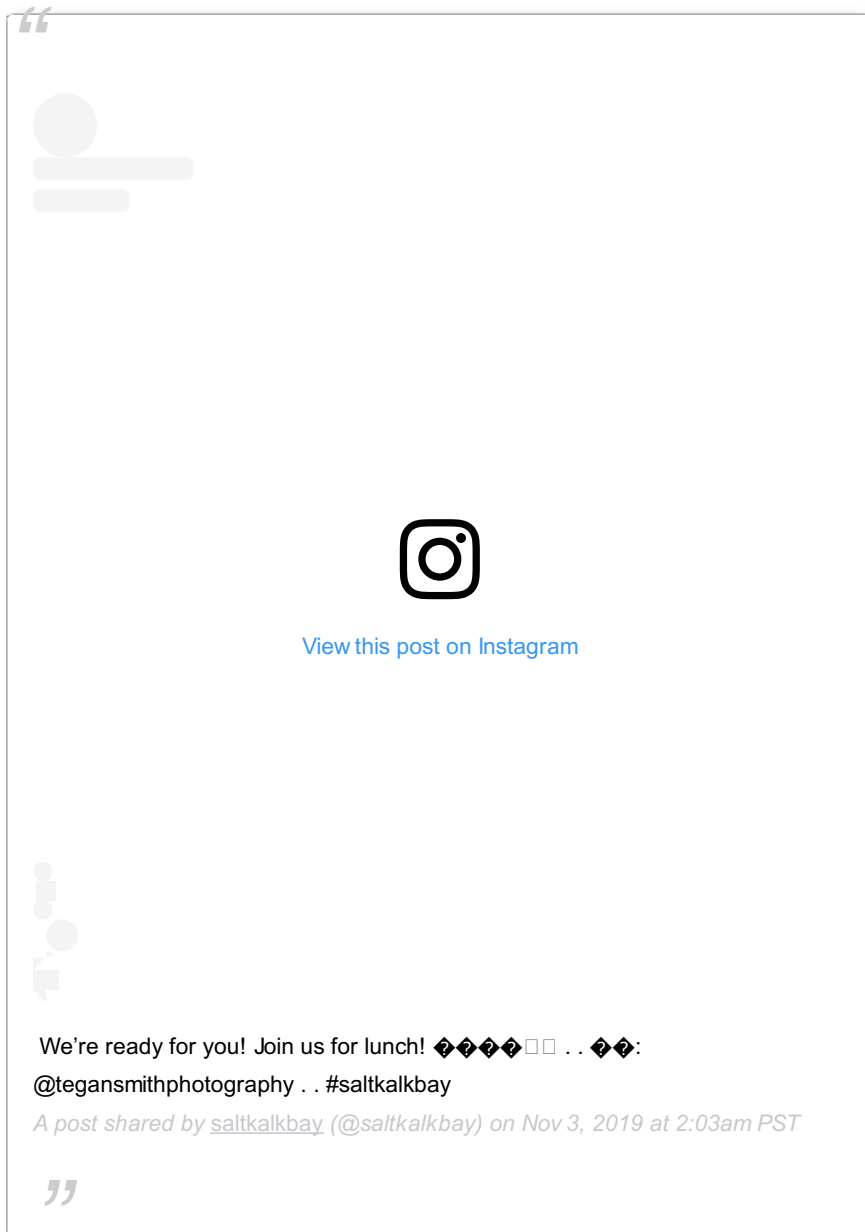 “
View this post on Instagram
We’re ready for you! Join us for lunch! ����□□ . . ��:
@tegansmithphotography . . #saltkalkbay
A post shared by saltkalkbay (@saltkalkbay) on Nov 3, 2019 at 2:03am PST
”